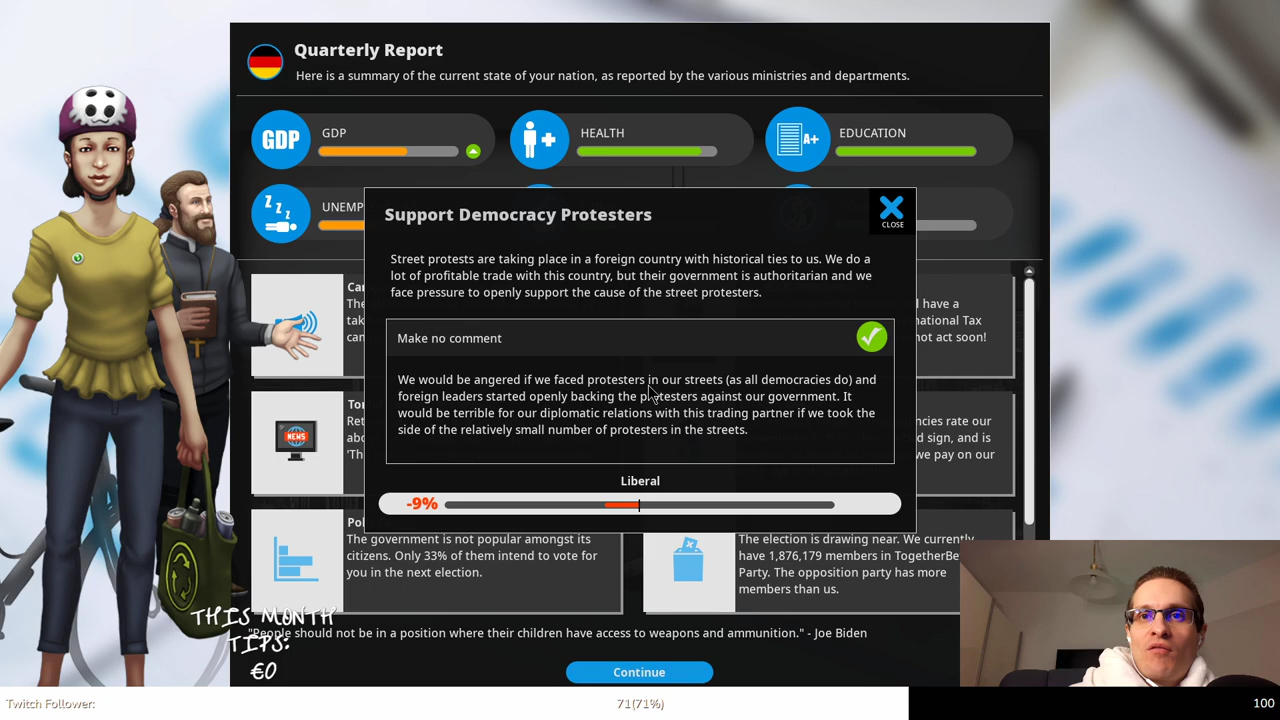 Quarterly Report
Here is a summary of the current state of your nation, as reported by the various ministries and departments.
GDP
GDP
HEALTH
A+
EDUCATION
Z Z Z
UNEMP
Support Democracy Protesters
CLOSE
Street protests are taking place in a foreign country with historical ties to us. We do a
lot of profitable trade with this country, but their government is authoritarian and we
face pressure to openly support the cause of the street protesters.
Make no comment
We would be angered if we faced protesters in our streets (as all democracies do) and
foreign leaders started openly backing the protesters against our government. It
would be terrible for our diplomatic relations with this trading partner if we took the
side of the relatively small number of protesters in the streets.
Liberal
-9%
have a
national Tax
not act soon!
NEWS
cies rate our
sign, and is
we pay on our
The government is not popular amongst its
citizens. Only 33% of them intend to vote for
you in the next election.
The election is drawing near. We currently
have 1,876,179 members in TogetherBe
Party. The opposition party has more
members than us.
"People should not be in a position where their children have access to weapons and ammunition." - Joe Biden
THIS MONTH
TIPS:
€0
Continue
Twitch Follower:
71(71%)
100